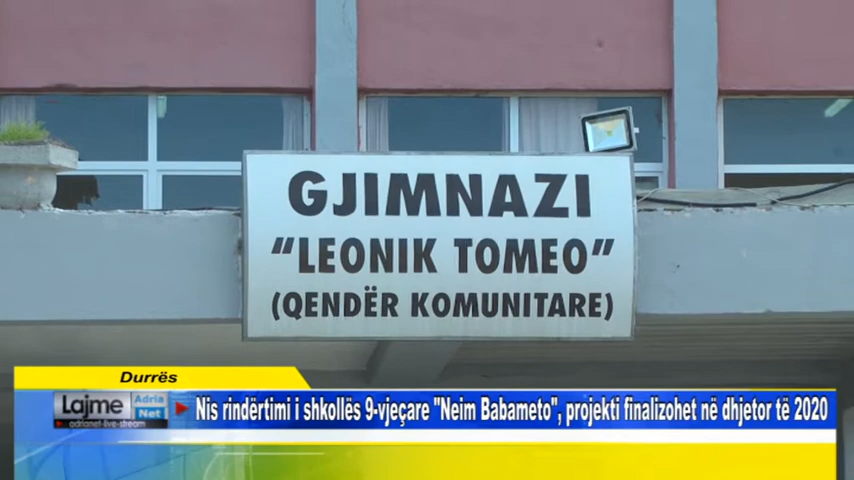 GJIMNAZI
“LEONIK TOMEO”
(QENDËR KOMUNITARE)
Durrës
Lajme Adria Net
adrianet-live-stream
Nis rindërtimi i shkollës 9-vjeçare "Neim Babameto", projekti finalizohet në dhjetor të 2020